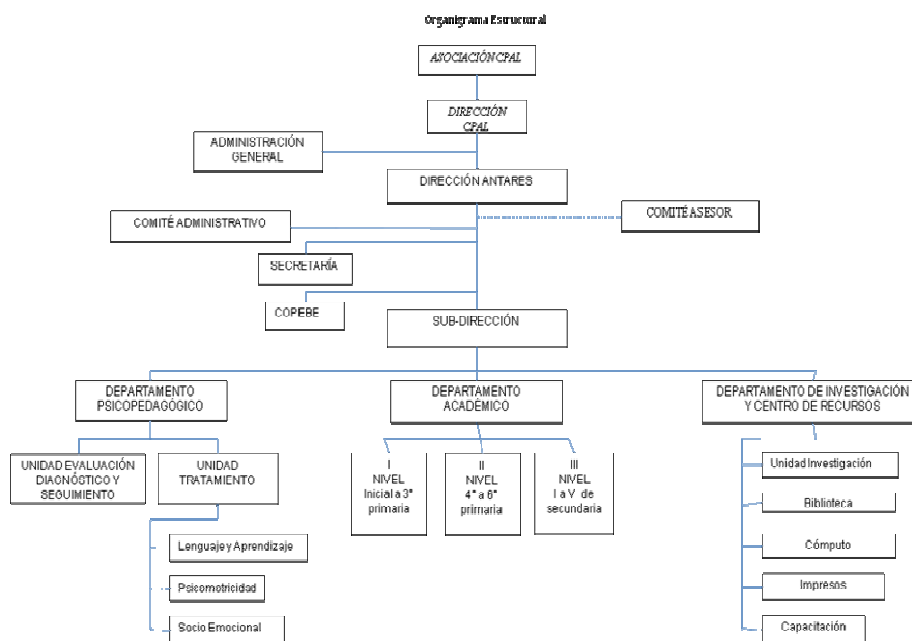 Organigrama Estructural
ASOCIACIÓN CPAL
DIRECCIÓN
CPAL
ADMINISTRACIÓN
GENERAL
DIRECCIÓN ANTARES
COMITÉ ASESOR
COMITÉ ADMINISTRATIVO
SECRETARÍA
COPEBE
SUB-DIRECCIÓN
DEPARTAMENTO
PSICOPEDAGÓGICO
DEPARTAMENTO
ACADÉMICO
DEPARTAMENTO DE INVESTIGACIÓN
Y CENTRO DE RECURSOS
UNIDAD EVALUACIÓN
DIAGNÓSTICO Y
SEGUIMIENTO
UNIDAD
TRATAMIENTO
I
NIVEL
Inicial a 3°
primaria
II
NIVEL
4° a 6°
primaria
III
NIVEL
I a V de
secundaria
Unidad Investigación
Biblioteca
Cómputo
Impresos
Capacitación
Lenguaje y Aprendizaje
Psicomotricidad
Socio Emocional